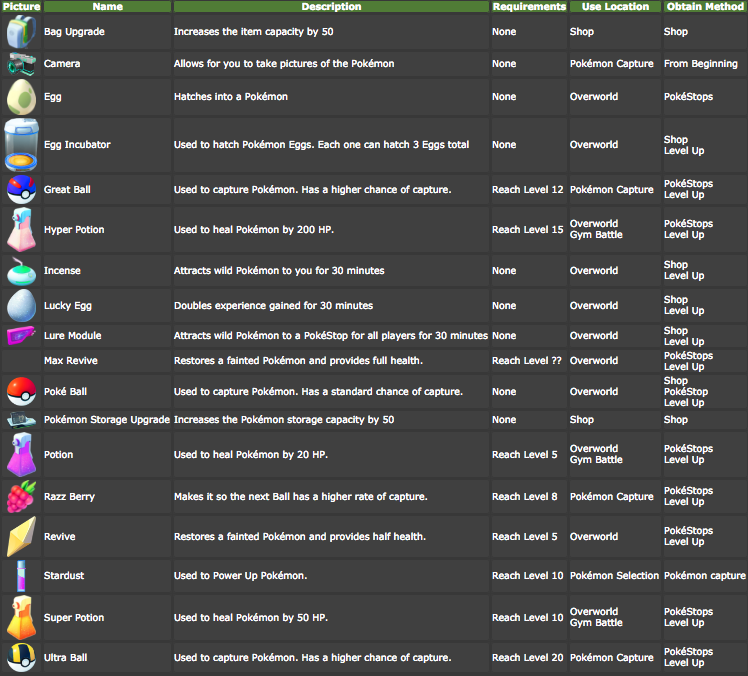 Picture Name Description Requirements Use Location Obtain Method
Bag Upgrade Increases the item capacity by 50 None Shop Shop
Camera Allows for you to take pictures of the Pokémon None Pokémon Capture From Beginning
Egg Hatches into a Pokémon None Overworld PokéStops
Egg Incubator Used to hatch Pokémon Eggs. Each one can hatch 3 Eggs total None Overworld Shop
Level Up
Great Ball Used to capture Pokémon. Has a higher chance of capture. Reach Level 12 Pokémon Capture PokéStops
Level Up
Hyper Potion Used to heal Pokémon by 200 HP. Reach Level 15 Overworld PokéStops
Gym Battle Level Up
Incense Attracts wild Pokémon to you for 30 minutes None Overworld Shop
Level Up
Lucky Egg Doubles experience gained for 30 minutes None Overworld Shop
Level Up
Lure Module Attracts wild Pokémon to a PokéStop for all players for 30 minutes None Overworld Shop
Level Up
Max Revive Restores a fainted Pokémon and provides full health. Reach Level ?? Overworld PokéStops
Level Up
Poké Ball Used to capture Pokémon. Has a standard chance of capture. None Overworld Shop
PokéStop
Level Up
Pokémon Storage Upgrade Increases the Pokémon storage capacity by 50 None Shop Shop
Potion Used to heal Pokémon by 20 HP. Reach Level 5 Overworld PokéStops
Gym Battle Level Up
Razz Berry Makes it so the next Ball has a higher rate of capture. Reach Level 8 Pokémon Capture PokéStops
Level Up
Revive Restores a fainted Pokémon and provides half health. Reach Level 5 Overworld PokéStops
Level Up
Stardust Used to Power Up Pokémon. Reach Level 10 Pokémon Selection Pokémon capture
Super Potion Used to heal Pokémon by 50 HP. Reach Level 10 Overworld PokéStops
Gym Battle Level Up
Ultra Ball Used to capture Pokémon. Has a higher chance of capture. Reach Level 20 Pokémon Capture PokéStops
Level Up